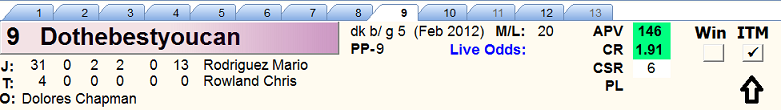 1 2 3 4 5 6 7 8 9 10 11 12 13
9 Dothebestyoucan dk b/ g 5 (Feb 2012) M/L: 20 APV 146 Win ITM
PP-9 Live Odds: CR 1.91
J: 31 0 2 2 0 13 Rodriguez Mario CSR 6
T: 4 0 0 0 0 0 Rowland Chris PL
O: Dolores Chapman